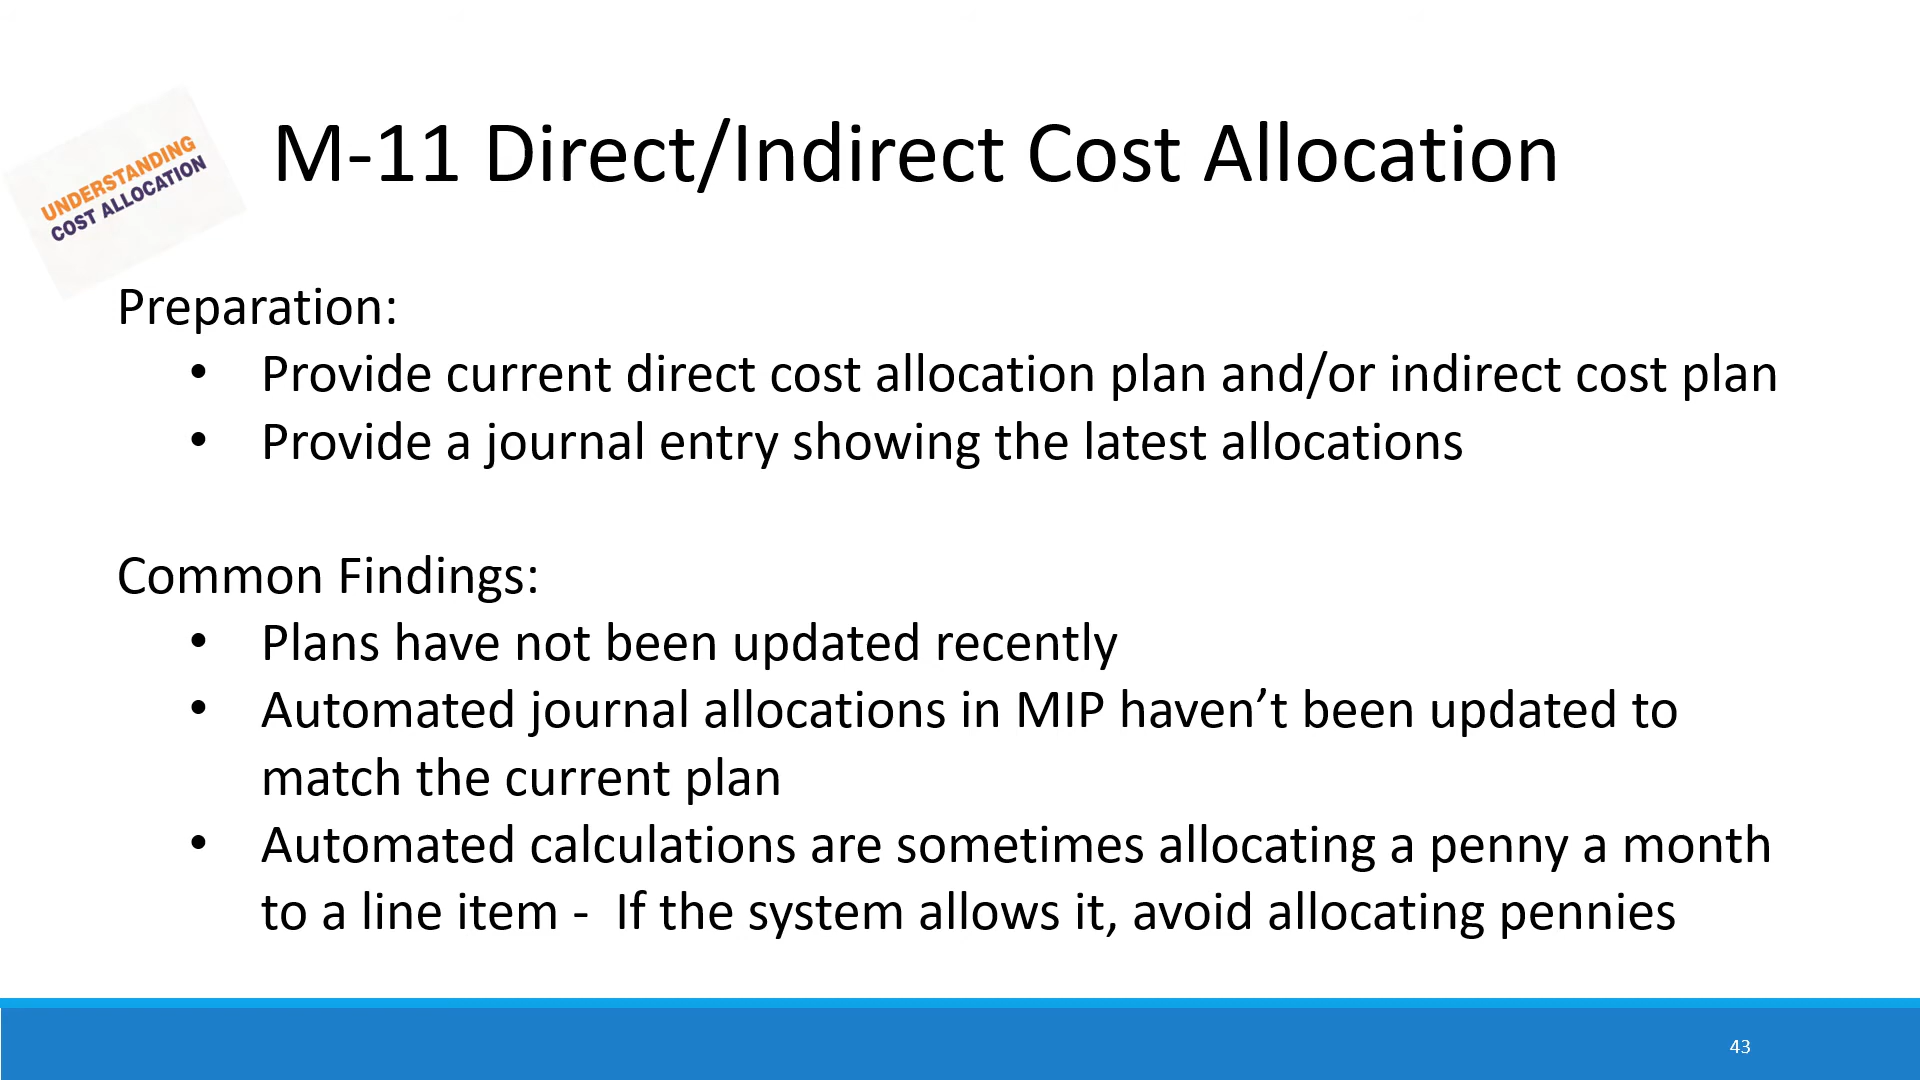 UNDERSTANDING
COST ALLOCATION
M-11 Direct/Indirect Cost Allocation
Preparation:
• Provide current direct cost allocation plan and/or indirect cost plan
• Provide a journal entry showing the latest allocations
Common Findings:
• Plans have not been updated recently
• Automated journal allocations in MIP haven’t been updated to
match the current plan
• Automated calculations are sometimes allocating a penny a month
to a line item -  If the system allows it, avoid allocating pennies
43